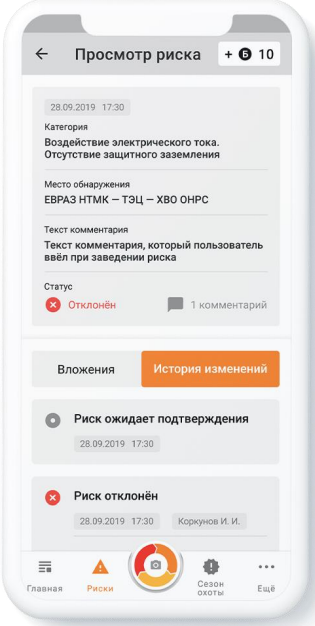 Просмотр риска
+ Б 10
28.09.2019 17:30
Категория
Воздействие электрического тока.
Отсутствие защитного заземления
Место обнаружения
ЕВРАЗ НТМК — ТЭЦ — ХВО ОНРС
Текст комментария
Текст комментария, который пользователь
ввёл при заведении риска
Статус
Отклонён
1 комментарий
Вложения
История изменений
Риск ожидает подтверждения
28.09.2019 17:30
Риск отклонён
28.09.2019 17:30
Коркунов И. И.
Главная
Риски
Сезон
охоты
Ещё